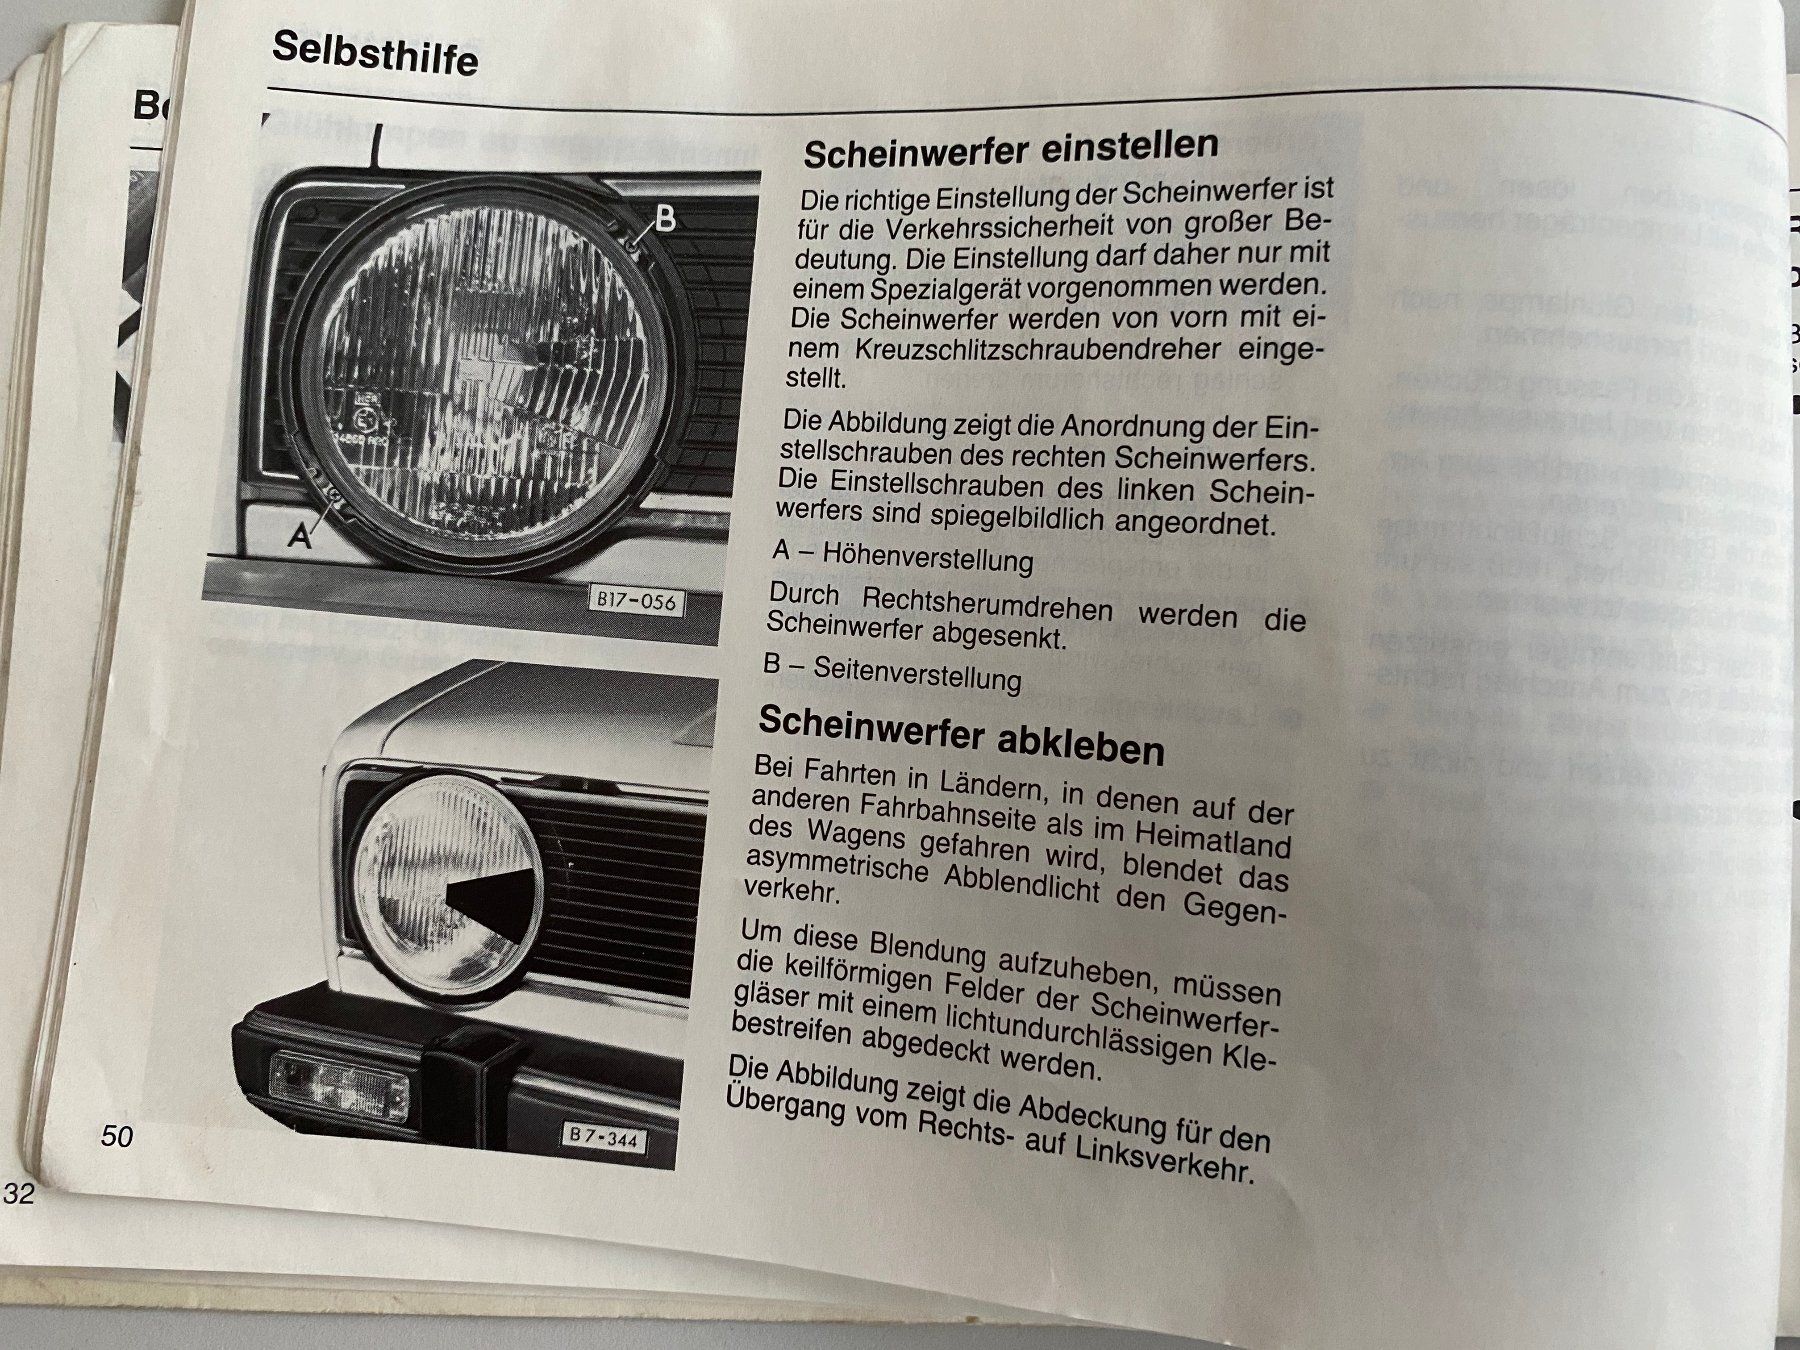 Selbsthilfe
Be
B
A
B17-056
B7-344
50
32
Scheinwerfer einstellen
Die richtige Einstellung der Scheinwerfer ist
für die Verkehrssicherheit von großer Be-
deutung. Die Einstellung darf daher nur mit
einem Spezialgerät vorgenommen werden.
Die Scheinwerfer werden von vorn mit ei-
nem Kreuzschlitzschraubendreher einge-
stellt.
Die Abbildung zeigt die Anordnung der Ein-
stellschrauben des rechten Scheinwerfers.
Die Einstellschrauben des linken Schein-
werfers sind spiegelbildlich angeordnet.
A – Höhenverstellung
Durch Rechtsherumdrehen werden die
Scheinwerfer abgesenkt.
B – Seitenverstellung
Scheinwerfer abkleben
Bei Fahrten in Ländern, in denen auf der
anderen Fahrbahnseite als im Heimatland
des Wagens gefahren wird, blendet das
asymmetrische Abblendlicht den Gegen-
verkehr.
Um diese Blendung aufzuheben, müssen
die keilförmigen Felder der Scheinwerfer-
gläser mit einem lichtundurchlässigen Kle-
bestreifen abgedeckt werden.
Die Abbildung zeigt die Abdeckung für den
Übergang vom Rechts- auf Linksverkehr.